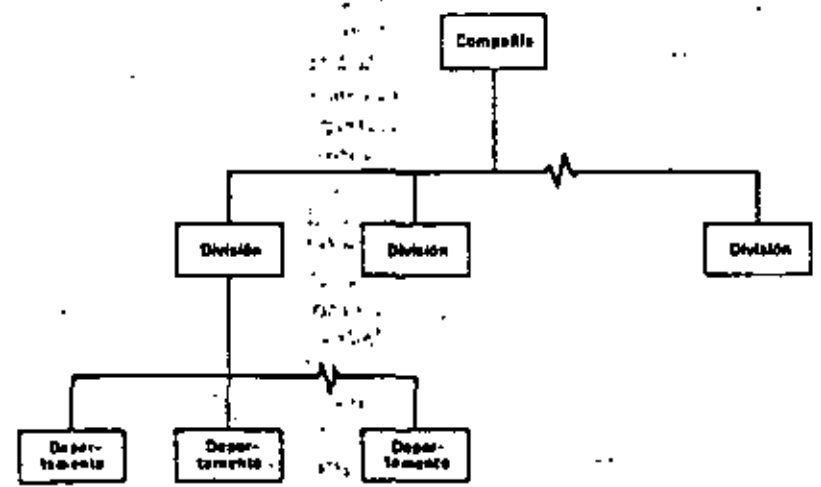 Compañía
División
División
División
Depar-
tamento
Depar-
tamento
Depar-
tamento